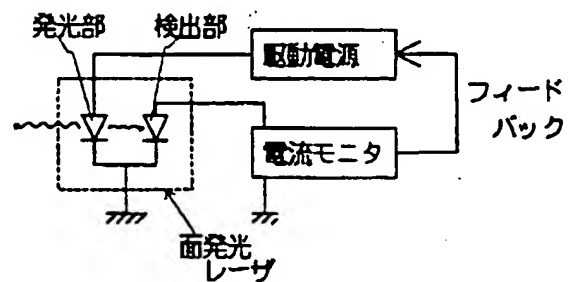 発光部
検出部
駆動電源
フィード
バック
電流モニタ
面発光
レーザ